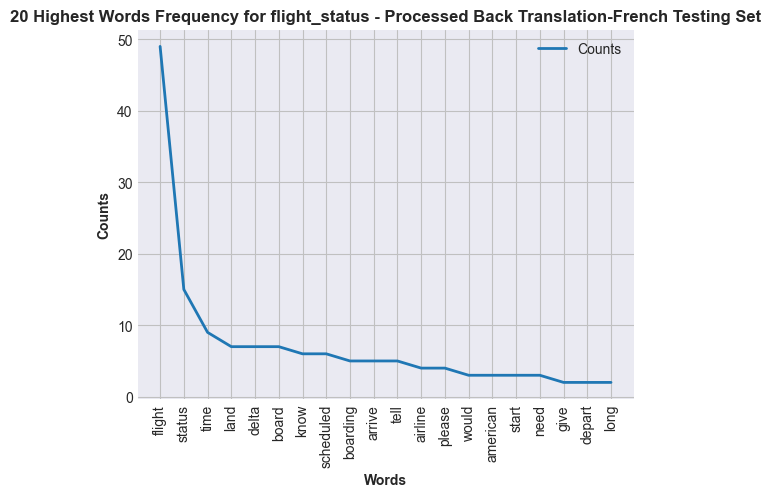 20 Highest Words Frequency for flight_status - Processed Back Translation-French Testing Set
Counts
50
40
30
20
10
0
Counts
flight
status
time
land
delta
board
know
scheduled
boarding
arrive
tell
airline
please
would
american
start
need
give
depart
long
Words